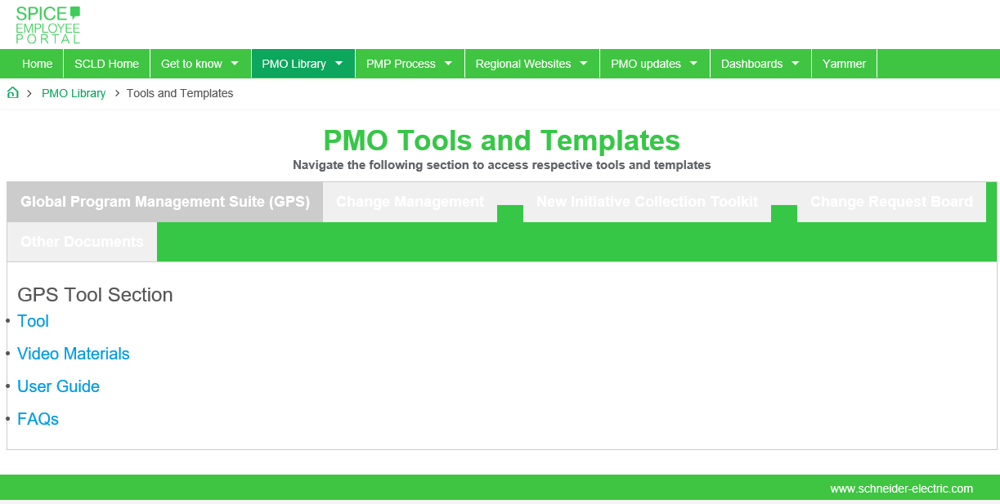 SPICE
EMPLOYEE
PORTAL
Home SCLD Home Get to know PMO Library PMP Process Regional Websites PMO updates Dashboards Yammer
PMO Library > Tools and Templates
PMO Tools and Templates
Navigate the following section to access respective tools and templates
Global Program Management Suite (GPS) Change Management New Initiative Collection Toolkit Change Request Board
Other Documents
GPS Tool Section
• Tool
• Video Materials
• User Guide
• FAQs
www.schneider-electric.com